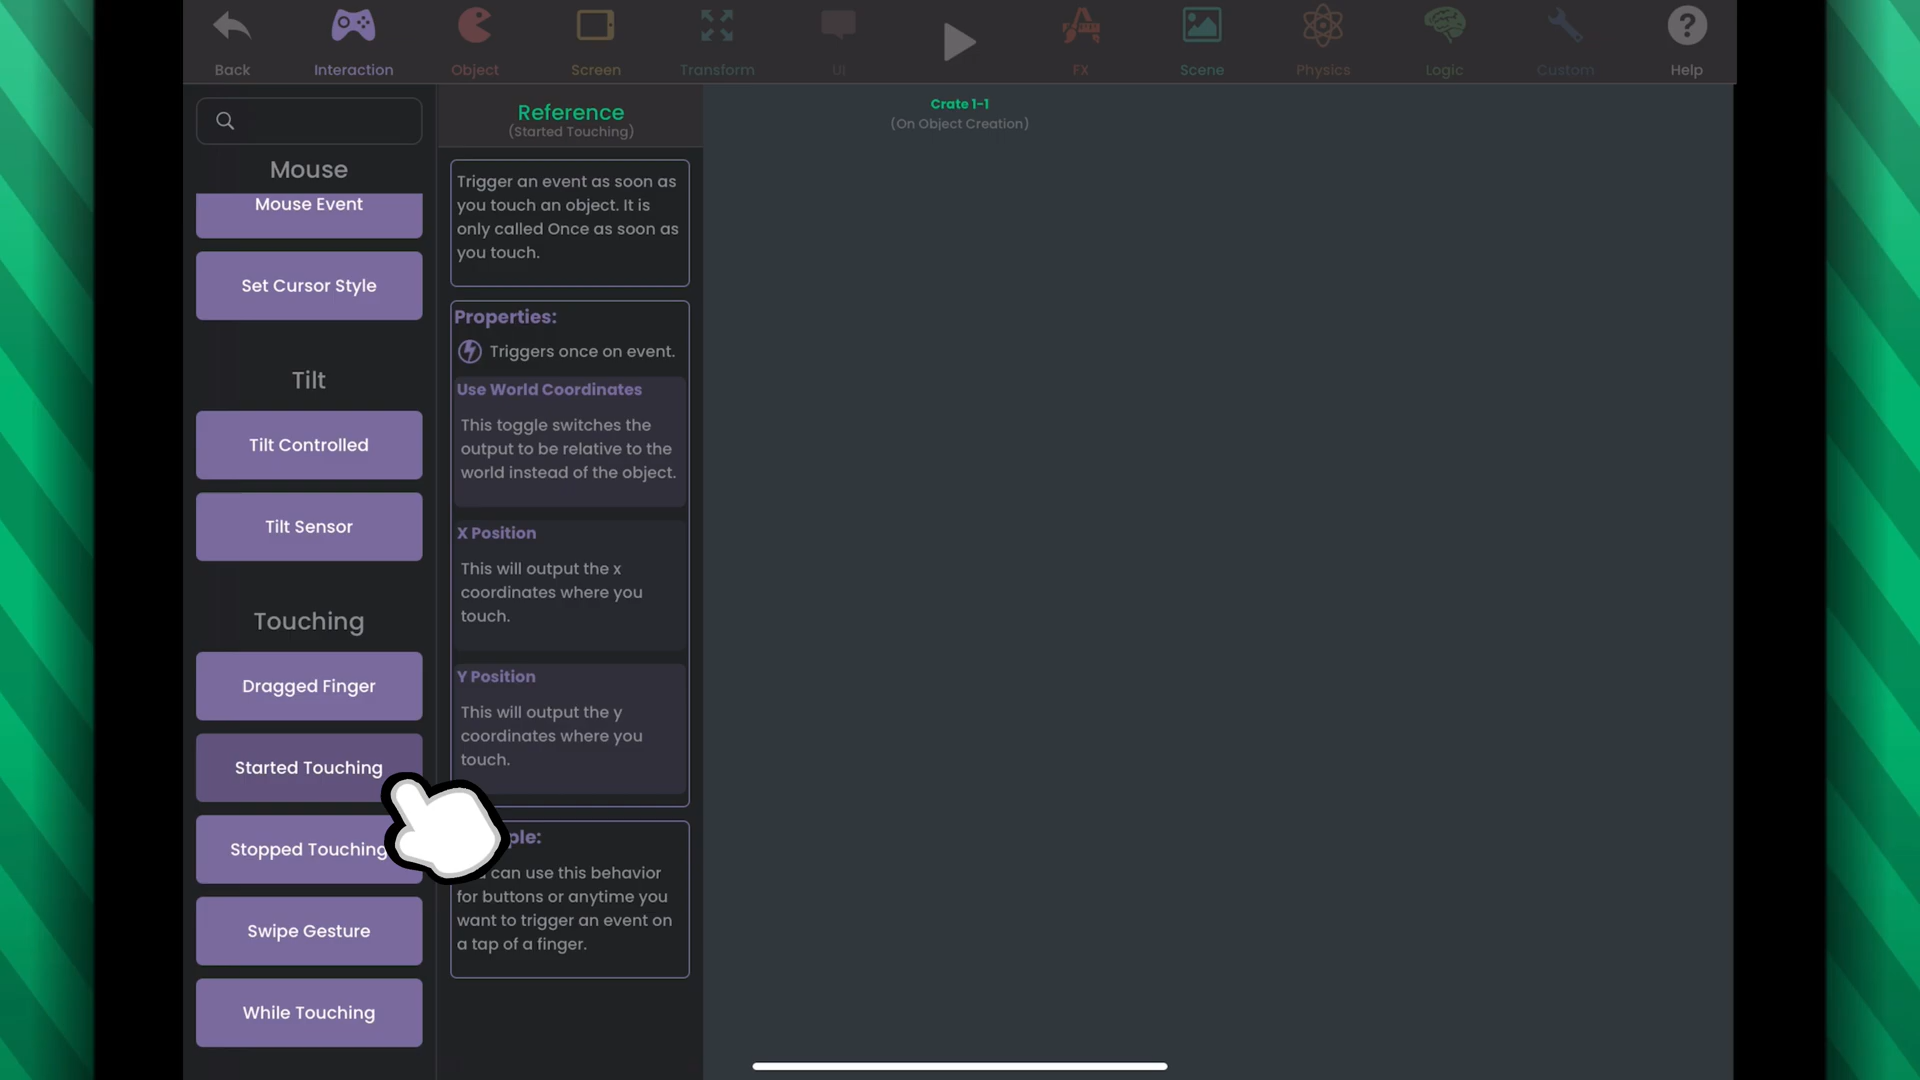 Back
Interaction
Object
Screen
Transform
UI
FX
Scene
Physics
Logic
Custom
?
Help
Mouse
Mouse Event
Set Cursor Style
Tilt
Tilt Controlled
Tilt Sensor
Touching
Dragged Finger
Started Touching
Stopped Touching
Swipe Gesture
While Touching
Reference
(Started Touching)
Trigger an event as soon as
you touch an object. It is
only called Once as soon as
you touch.
Properties:
Triggers once on event.
Use World Coordinates
This toggle switches the
output to be relative to the
world instead of the object.
X Position
This will output the x
coordinates where you
touch.
Y Position
This will output the y
coordinates where you
touch.
can use this behavior
for buttons or anytime you
want to trigger an event on
a tap of a finger.
Crate 1-1
(On Object Creation)